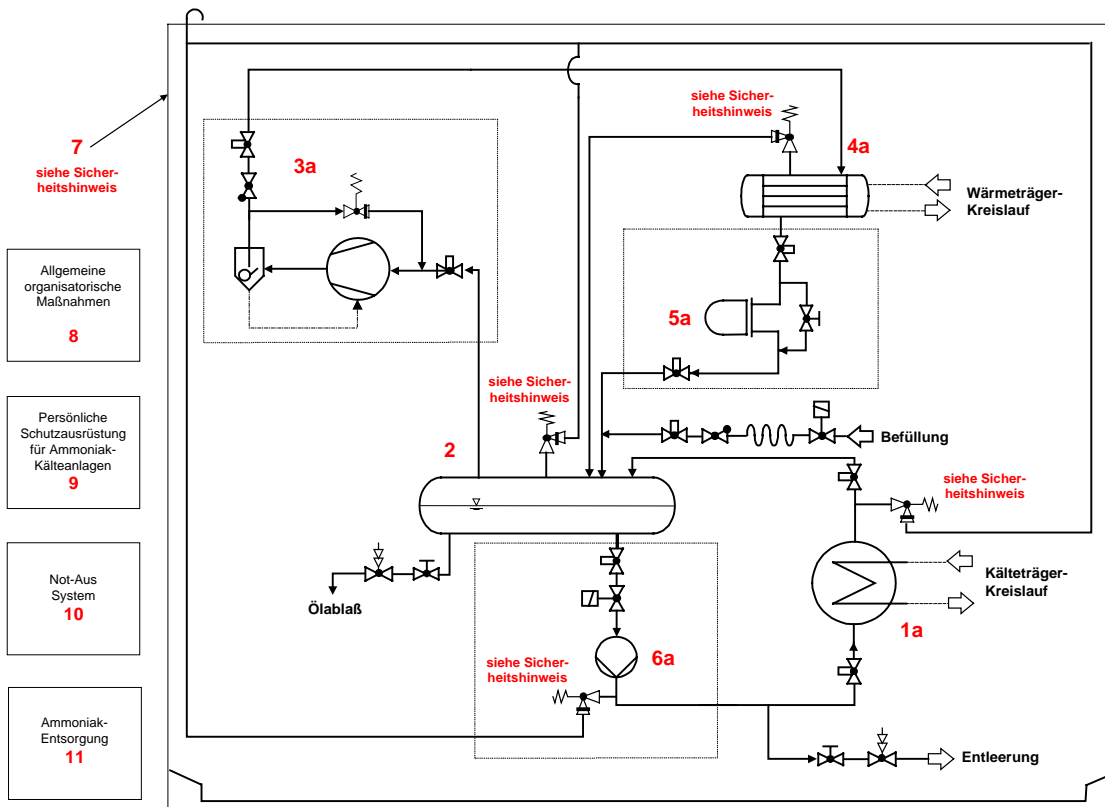 7
siehe Sicher-
heitshinweis
Allgemeine
organisatorische
Maßnahmen
8
Persönliche
Schutzausrüstung
für Ammoniak-
Kälteanlagen
9
Not-Aus
System
10
Ammoniak-
Entsorgung
11
3a
siehe Sicher-
heitshinweis
4a
Wärmeträger-
Kreislauf
5a
siehe Sicher-
heitshinweis
2
Befüllung
siehe Sicher-
heitshinweis
Ölablaß
Kälteträger-
Kreislauf
1a
6a
siehe Sicher-
heitshinweis
Entleerung